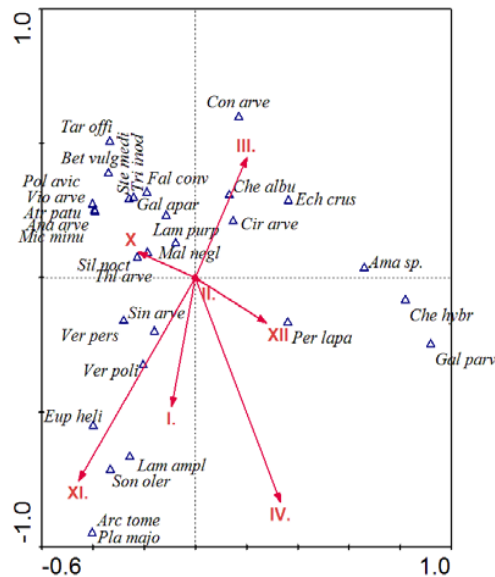 1.0
Con arve
Tar offi
III.
Bet vulg
Ste medi
Tri inod
Pol avic
Fal conv
Che albu
Vio arve
Ech crus
Gal apar
Atr patu
Ana arve
Lam purp
Cir arve
Mic minu
X
Mal negl
Sil noct
Ama sp.
Thl arve
II.
Che hybr
Sin arve
XII
Per lapa
Ver pers
Gal parv
Ver poli
Eup heli
I.
Lam ampl
XI.
Son oler
IV.
Arc tome
Pla majo
-1.0
-0.6
1.0